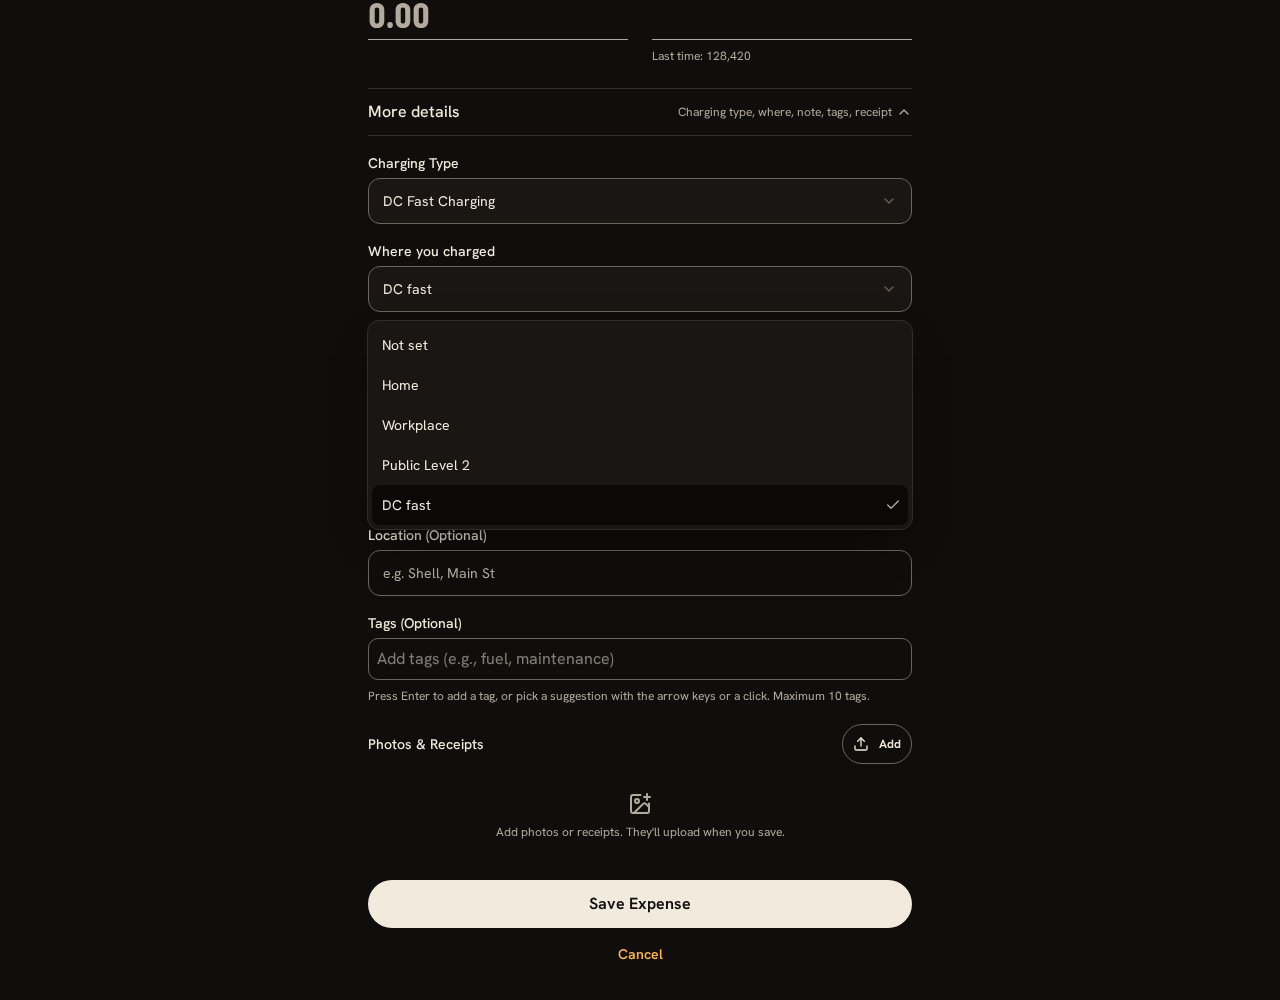 0.00
Last time: 128,420
More details
Charging type, where, note, tags, receipt
Charging Type
DC Fast Charging
Where you charged
DC fast
Not set
Home
Workplace
Public Level 2
DC fast
Location (Optional)
e.g. Shell, Main St
Tags (Optional)
Add tags (e.g., fuel, maintenance)
Press Enter to add a tag, or pick a suggestion with the arrow keys or a click. Maximum 10 tags.
Photos & Receipts
Add
Add photos or receipts. They'll upload when you save.
Save Expense
Cancel